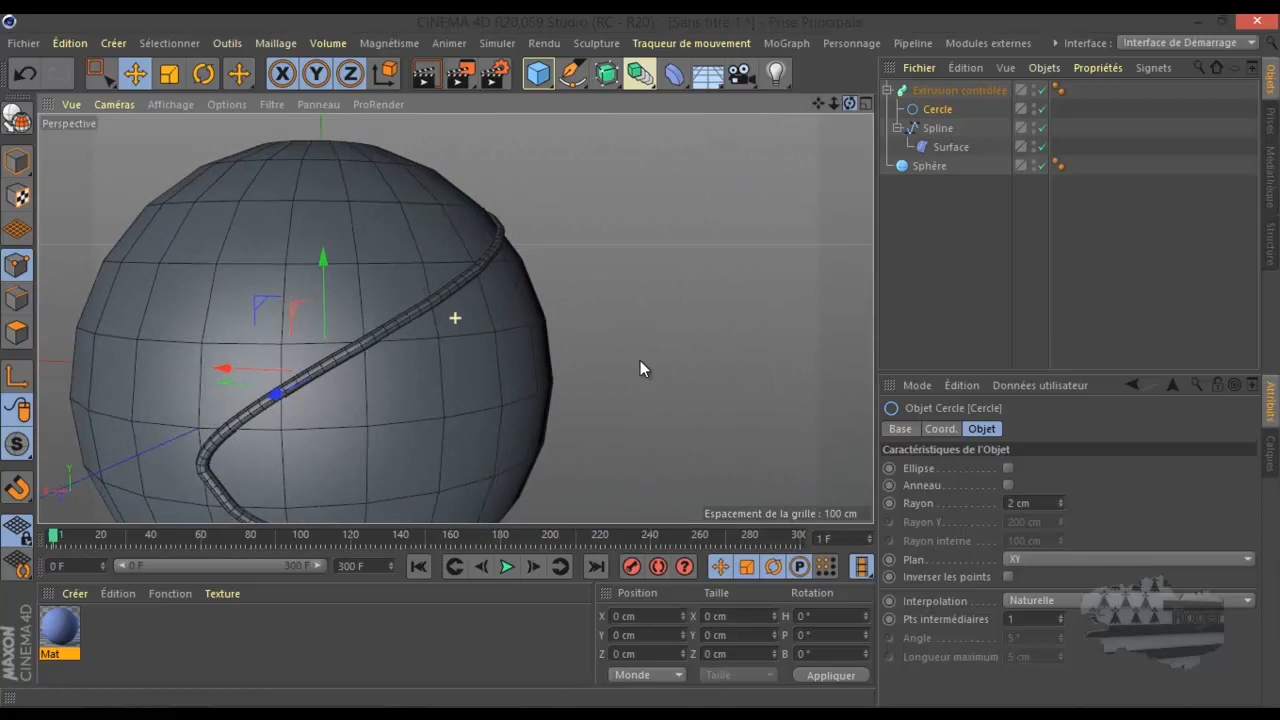 CINEMA 4D R20.059 Studio (RC - R20) - [Sans titre 1 *] - Prise Principale
Fichier Édition Créer Sélectionner Outils Maillage Volume Magnétisme Animer Simuler Rendu Sculpture Traqueur de mouvement MoGraph Personnage Pipeline Modules externes Interface : Interface de Démarrage
Fichier Édition Vue Objets Propriétés Signets
Vue Caméras Affichage Options Filtre Panneau ProRender
Perspective
Extrusion contrôlée
Cercle
Spline
Surface
Sphère
Objets
Prises
Médiathèque
Structure
Mode Édition Données utilisateur
Objet Cercle [Cercle]
Base Coord. Objet
Caractéristiques de l'Objet
Ellipse
Anneau
Rayon 2 cm
Rayon Y 200 cm
Rayon interne 100 cm
Plan XY
Inverser les points
Interpolation Naturelle
Pts intermédiaires 1
Angle 5 °
Longueur maximum 5 cm
Attributs
Calques
Espacement de la grille : 100 cm
1 20 40 60 80 100 120 140 160 180 200 220 240 260 280 300 1 F
0 F 0 F 300 F 300 F
Créer Édition Fonction Texture
Mat
Position Taille Rotation
X 0 cm X 0 cm H 0 °
Y 0 cm Y 0 cm P 0 °
Z 0 cm Z 0 cm B 0 °
Monde Taille Appliquer
MAXON
CINEMA 4D